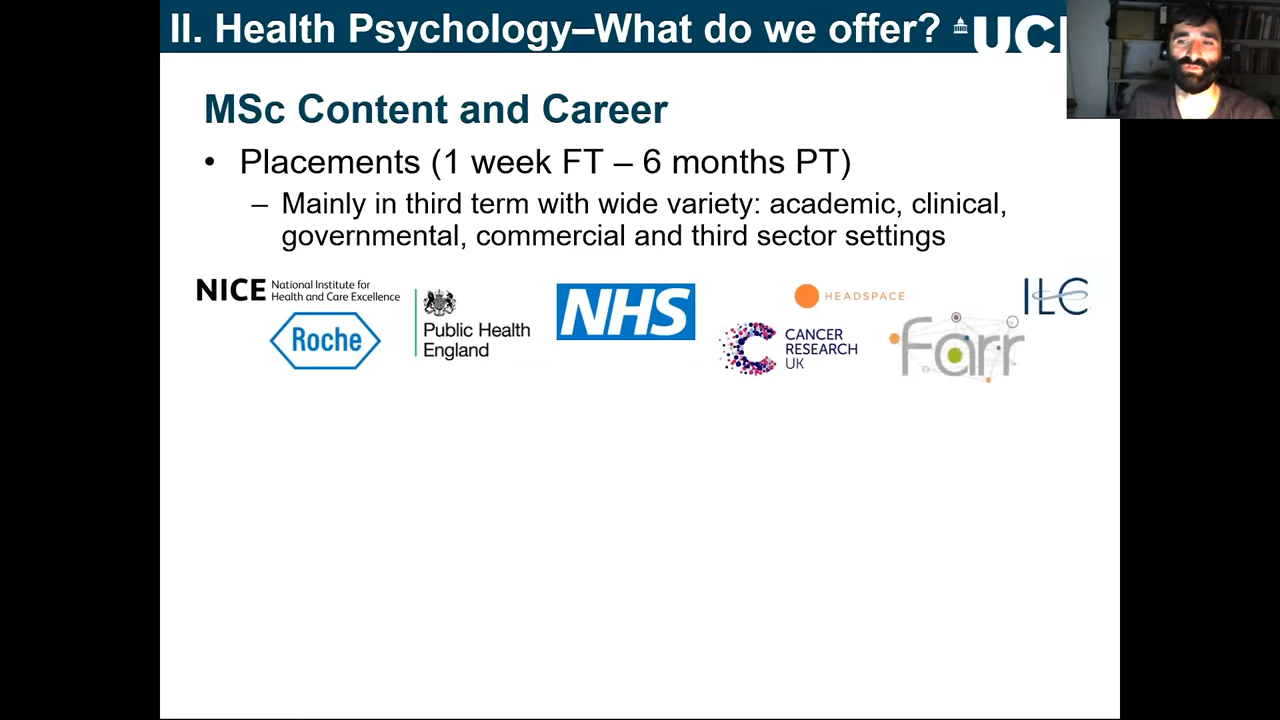 II. Health Psychology–What do we offer?
UCL
MSc Content and Career
• Placements (1 week FT – 6 months PT)
– Mainly in third term with wide variety: academic, clinical,
governmental, commercial and third sector settings
NICE National Institute for
Health and Care Excellence
Roche
Public Health
England
NHS
HEADSPACE
CANCER
RESEARCH
UK
farr
ILC